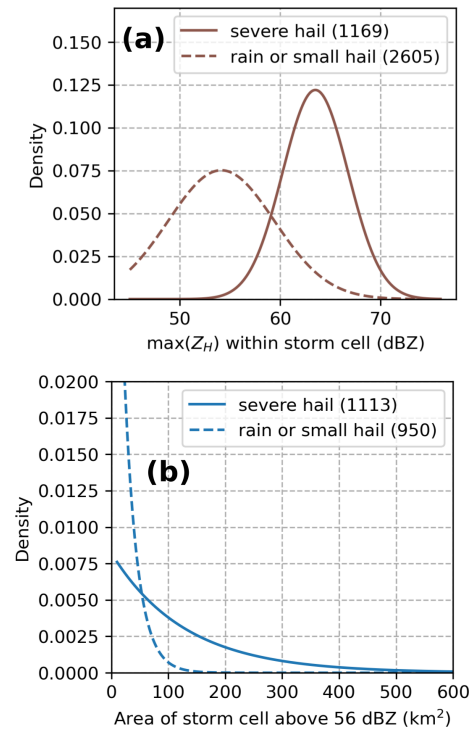 (a)
severe hail (1169)
rain or small hail (2605)
0.150
0.125
0.100
0.075
0.050
0.025
0.000
Density
50 60 70
max(Z_H) within storm cell (dBZ)
(b)
severe hail (1113)
rain or small hail (950)
0.0200
0.0175
0.0150
0.0125
0.0100
0.0075
0.0050
0.0025
0.0000
Density
0 100 200 300 400 500 600
Area of storm cell above 56 dBZ (km²)